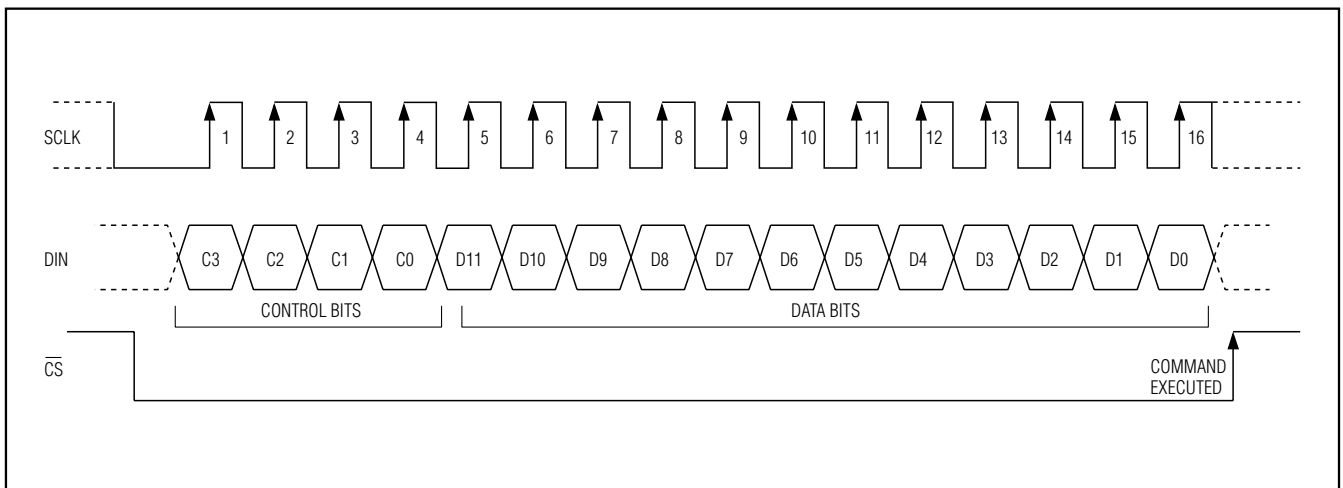 SCLK 1 2 3 4 5 6 7 8 9 10 11 12 13 14 15 16
DIN C3 C2 C1 C0 D11 D10 D9 D8 D7 D6 D5 D4 D3 D2 D1 D0
CONTROL BITS DATA BITS
CS COMMAND
EXECUTED